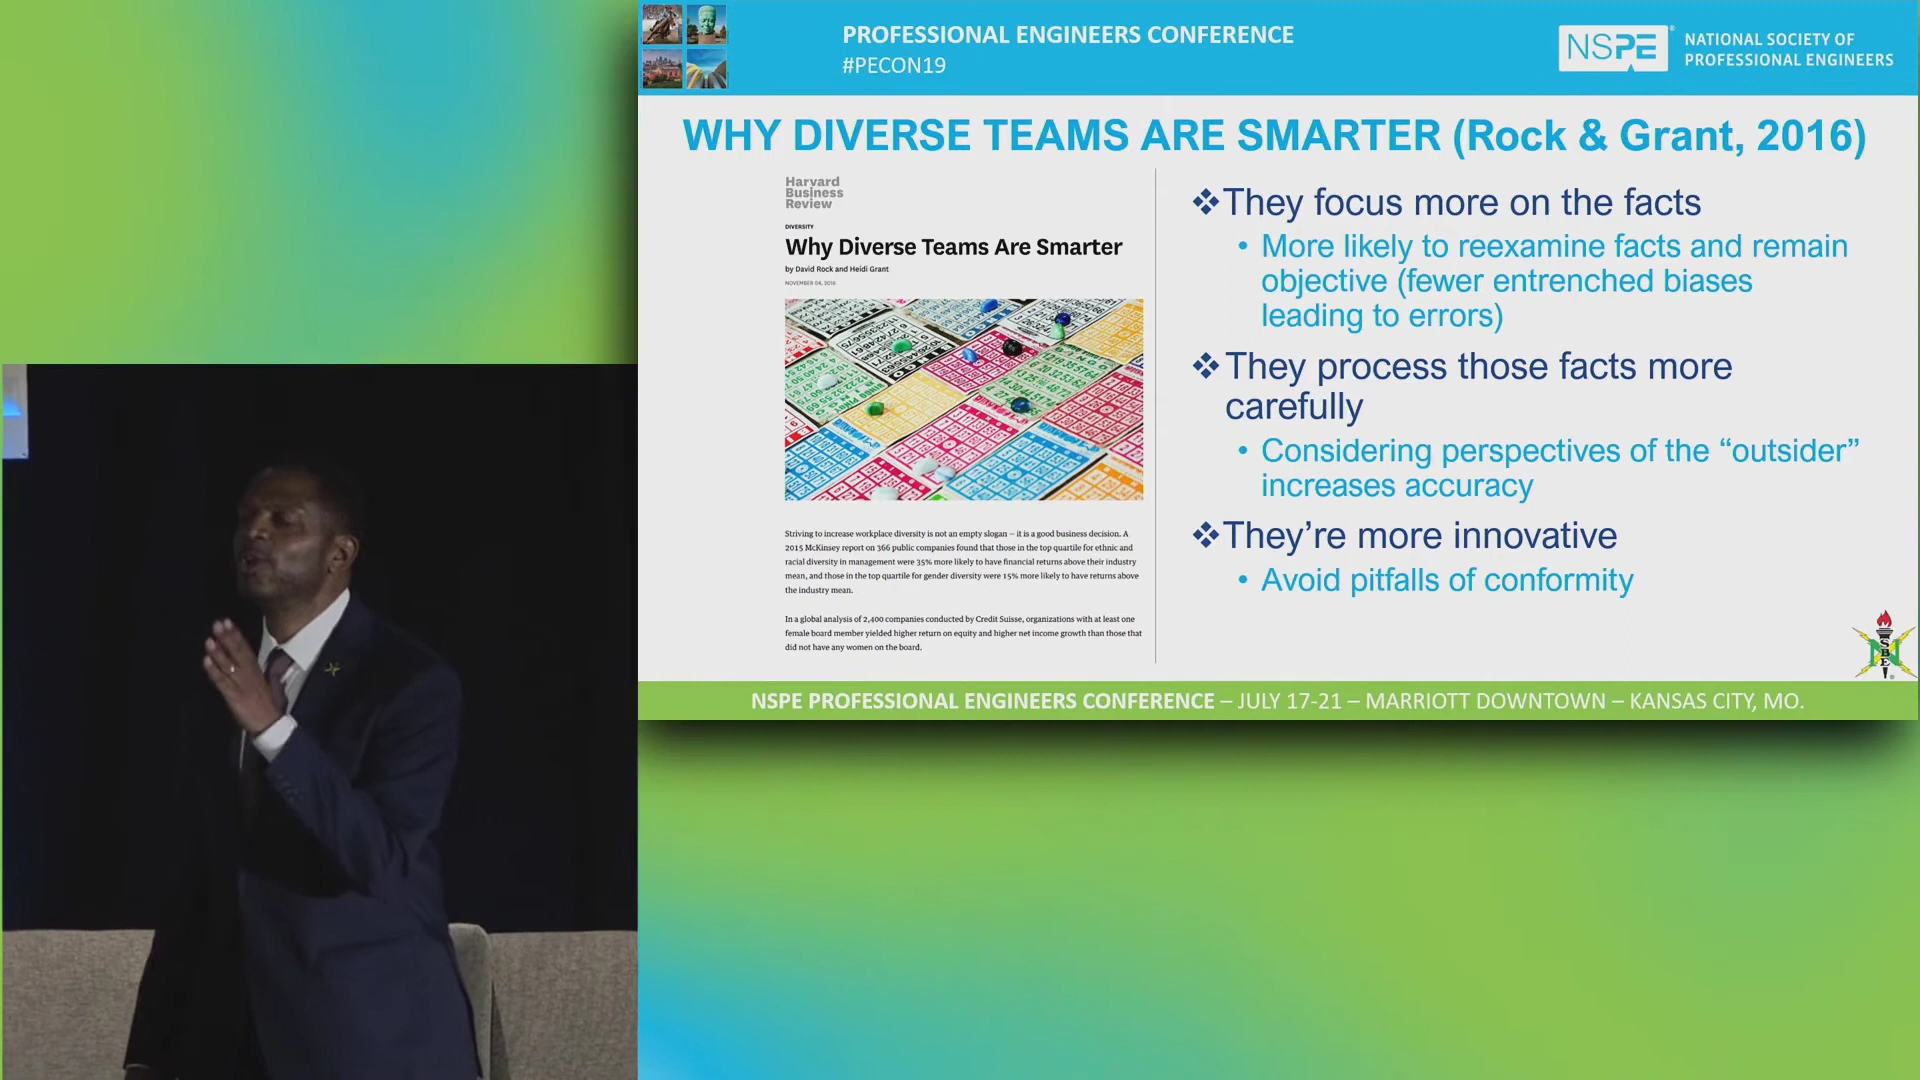 PROFESSIONAL ENGINEERS CONFERENCE
#PECON19
NSPE®
NATIONAL SOCIETY OF
PROFESSIONAL ENGINEERS
WHY DIVERSE TEAMS ARE SMARTER (Rock & Grant, 2016)
Harvard
Business
Review
DIVERSITY
Why Diverse Teams Are Smarter
by David Rock and Heidi Grant
NOVEMBER 04, 2016
Striving to increase workplace diversity is not an empty slogan – it is a good business decision. A
2015 McKinsey report on 366 public companies found that those in the top quartile for ethnic and
racial diversity in management were 35% more likely to have financial returns above their industry
mean, and those in the top quartile for gender diversity were 15% more likely to have returns above
the industry mean.
In a global analysis of 2,400 companies conducted by Credit Suisse, organizations with at least one
female board member yielded higher return on equity and higher net income growth than those that
did not have any women on the board.
❖They focus more on the facts
• More likely to reexamine facts and remain
objective (fewer entrenched biases
leading to errors)
❖They process those facts more
carefully
• Considering perspectives of the “outsider”
increases accuracy
❖They’re more innovative
• Avoid pitfalls of conformity
NSBE
NSPE PROFESSIONAL ENGINEERS CONFERENCE – JULY 17-21 – MARRIOTT DOWNTOWN – KANSAS CITY, MO.